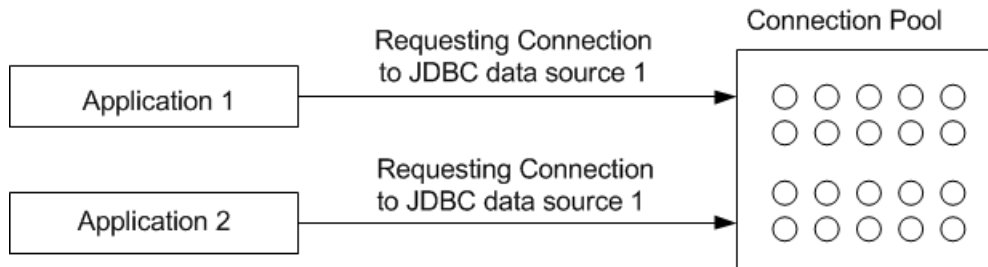 Connection Pool
Requesting Connection
to JDBC data source 1
Application 1
Requesting Connection
to JDBC data source 1
Application 2